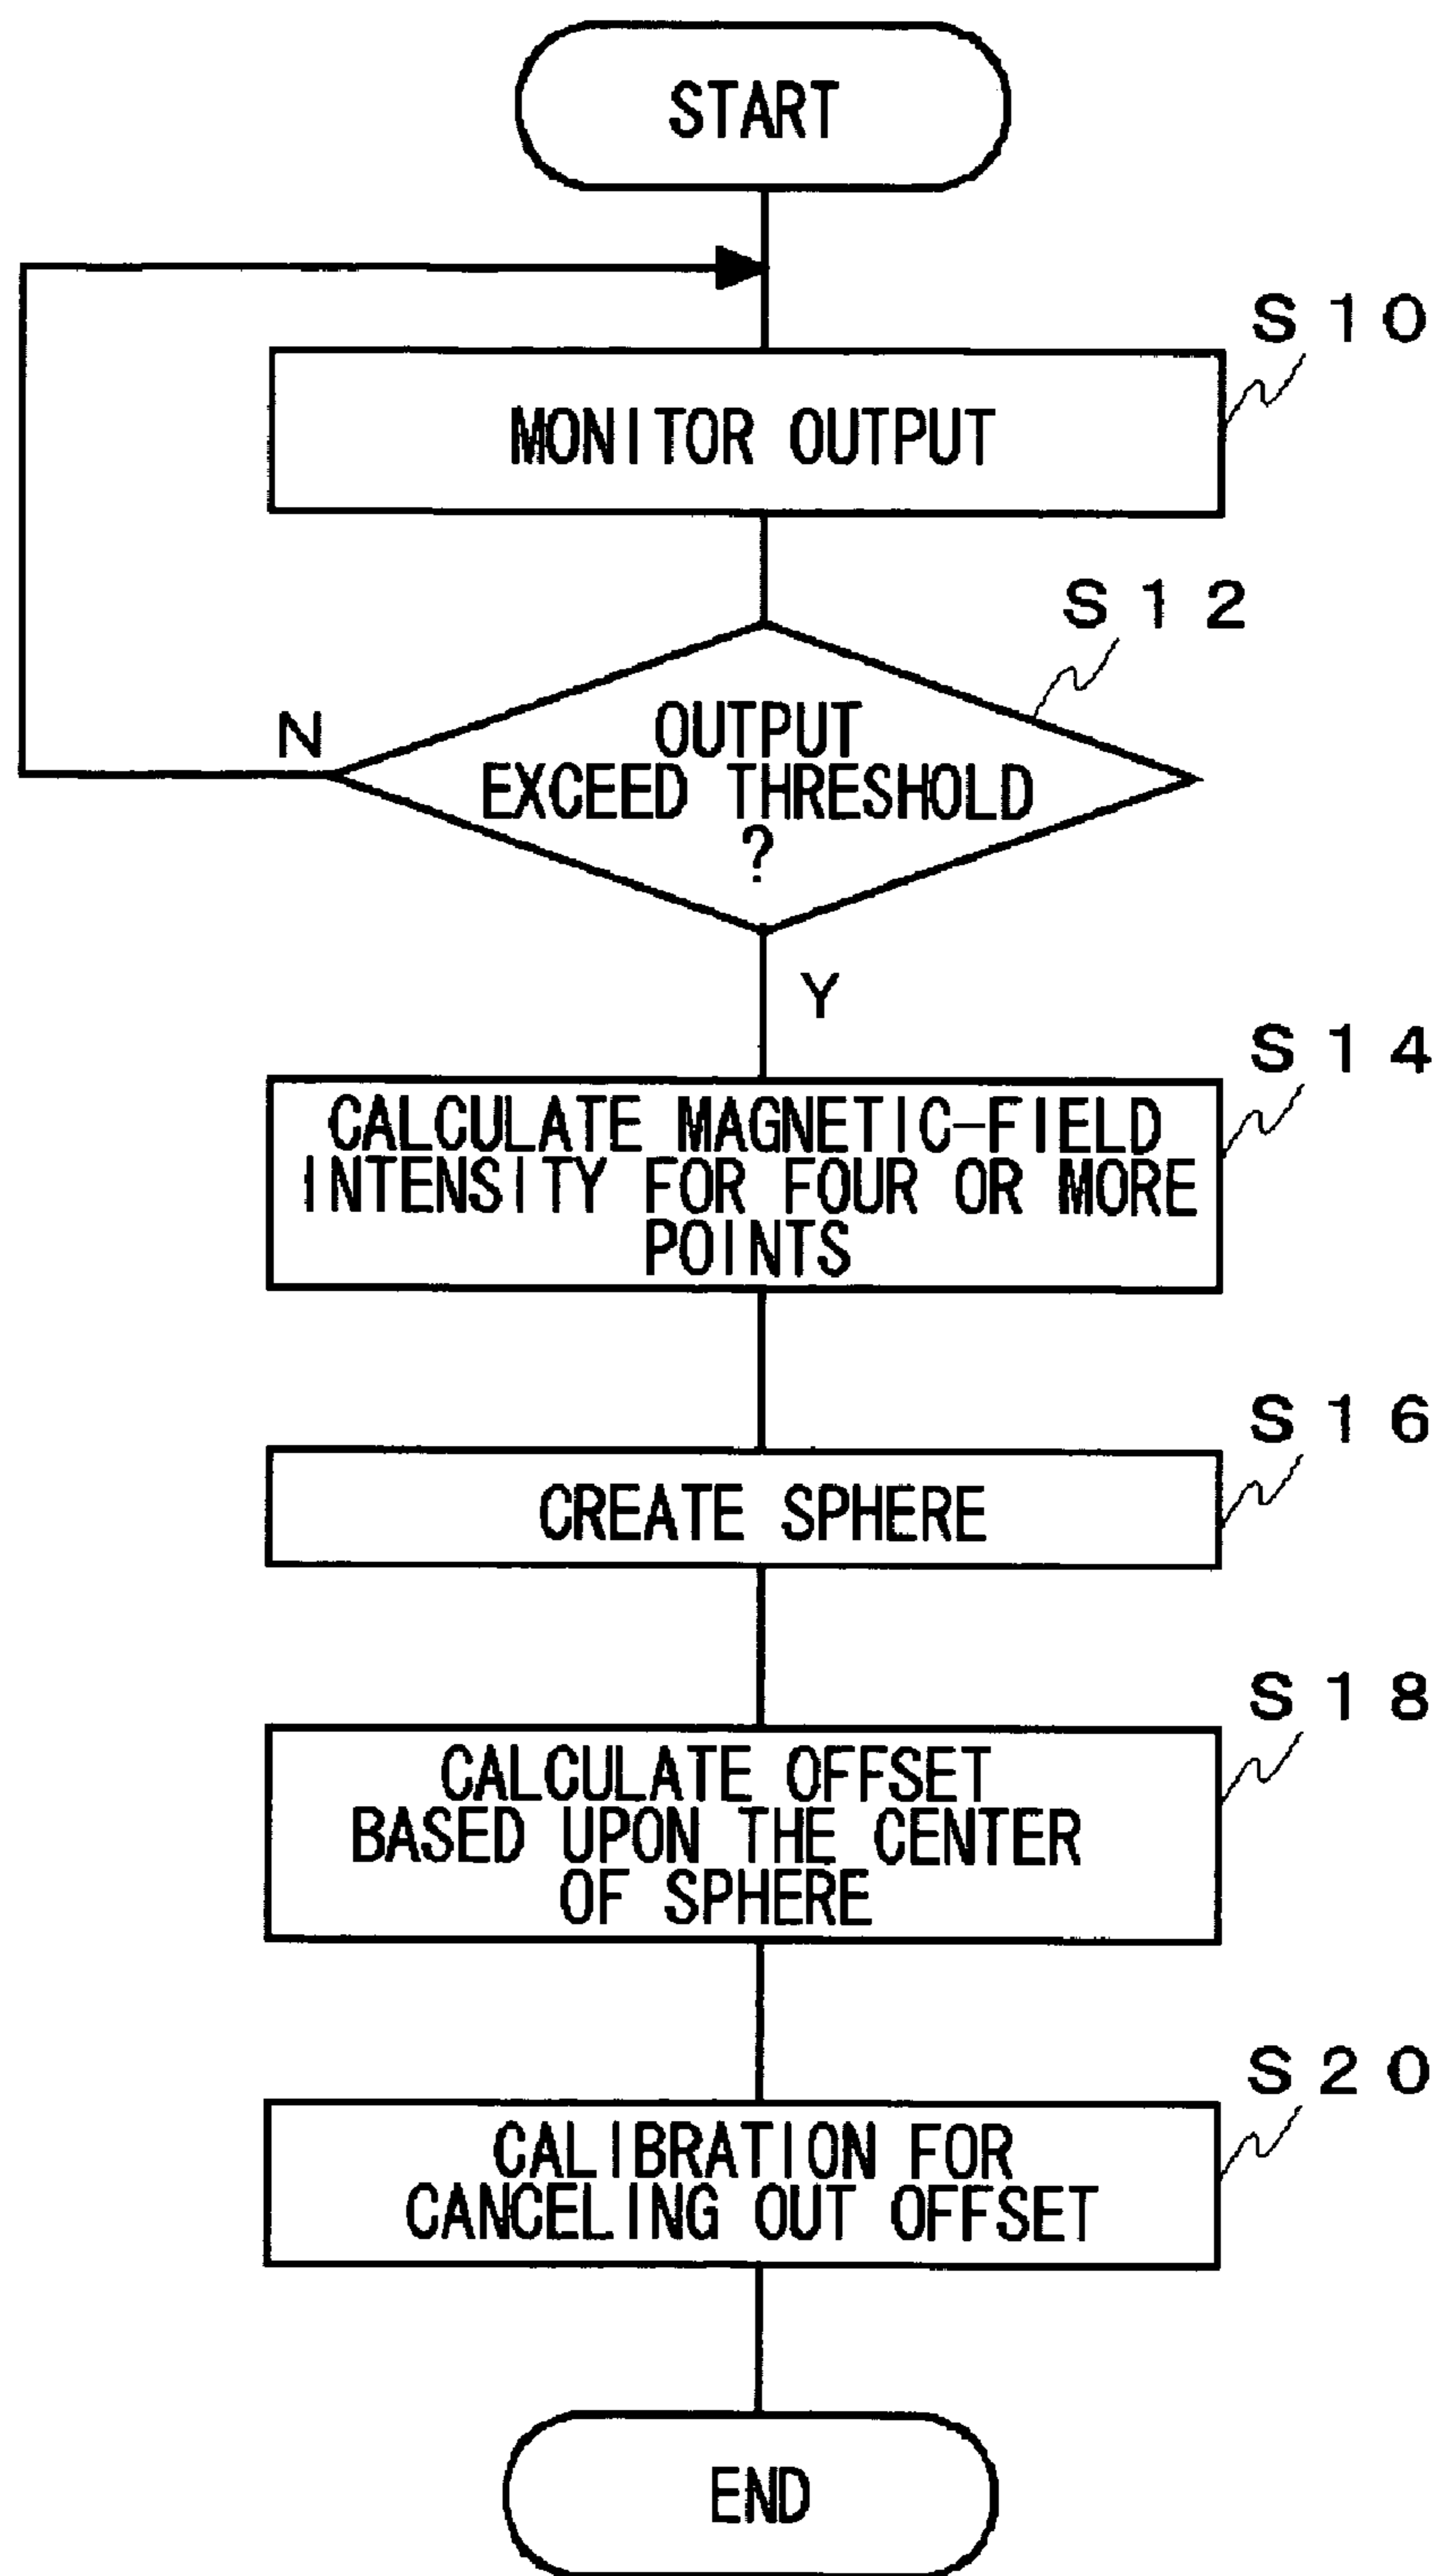 START
S10
MONITOR OUTPUT
S12
OUTPUT
EXCEED THRESHOLD
?
N
Y
S14
CALCULATE MAGNETIC-FIELD
INTENSITY FOR FOUR OR MORE
POINTS
S16
CREATE SPHERE
S18
CALCULATE OFFSET
BASED UPON THE CENTER
OF SPHERE
S20
CALIBRATION FOR
CANCELING OUT OFFSET
END